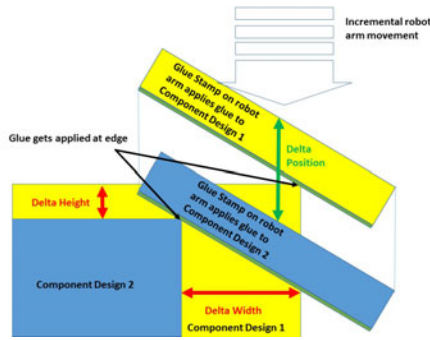 Incremental robot
arm movement
Glue Stamp on robot
arm applies glue to
Component Design 1
Glue gets applied at edge
Delta
Position
Glue Stamp on robot
arm applies glue to
Component Design 2
Delta Height
Component Design 2
Delta Width
Component Design 1